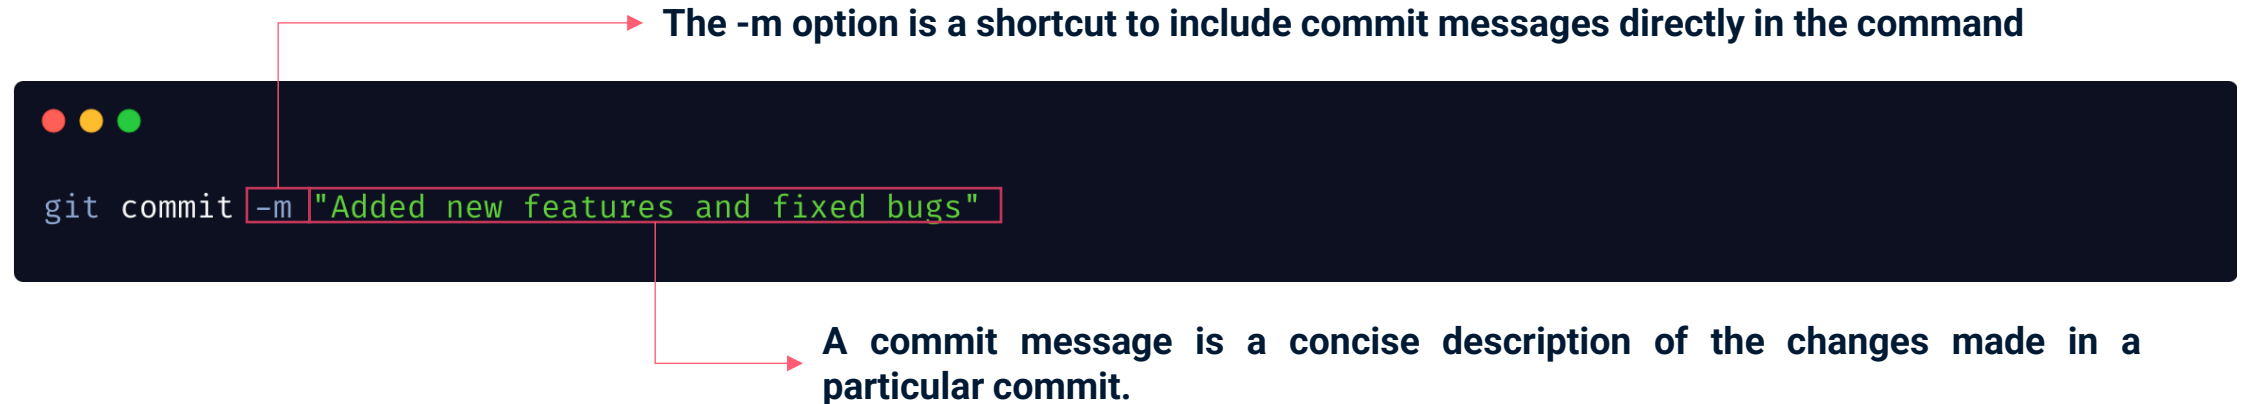 The -m option is a shortcut to include commit messages directly in the command
git commit -m "Added new features and fixed bugs"
A commit message is a concise description of the changes made in a
particular commit.